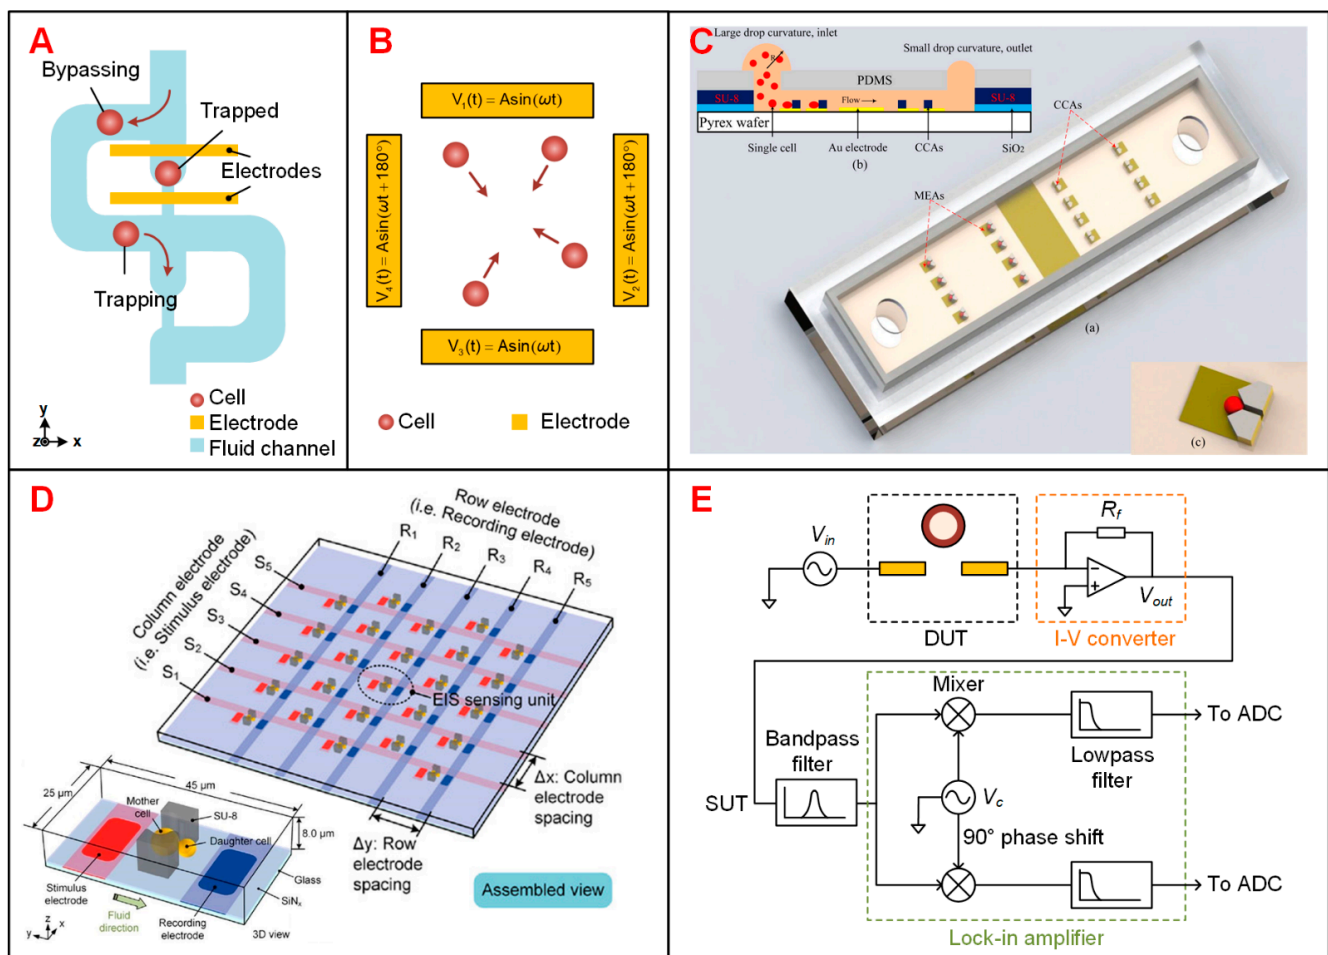 A
Bypassing
Trapped
Electrodes
Trapping
Cell
Electrode
Fluid channel
y
z
x
B
V₁(t) = Asin(ωt)
V₄(t) = Asin(ωt + 180°)
V₂(t) = Asin(ωt + 180°)
V₃(t) = Asin(ωt)
Cell
Electrode
C
Large drop curvature, inlet
Small drop curvature, outlet
R
PDMS
SU-8
Flow
SU-8
Pyrex wafer
Single cell
Au electrode
CCAs
SiO₂
(b)
CCAs
MEAs
(a)
(c)
D
Row electrode
(i.e. Recording electrode)
R₁
R₂
R₃
R₄
R₅
Column electrode
(i.e. Stimulus electrode)
S₅
S₄
S₃
S₂
S₁
EIS sensing unit
Δx: Column
electrode
spacing
Δy: Row
electrode
spacing
Assembled view
45 μm
25 μm
8.0 μm
Mother
cell
SU-8
Daughter cell
Stimulus
electrode
Fluid
direction
Recording
electrode
Glass
SiNₓ
3D view
z
y
x
E
Vin
Rf
Vout
DUT
I-V converter
Mixer
To ADC
Bandpass
filter
Lowpass
filter
SUT
Vc
90° phase shift
To ADC
Lock-in amplifier